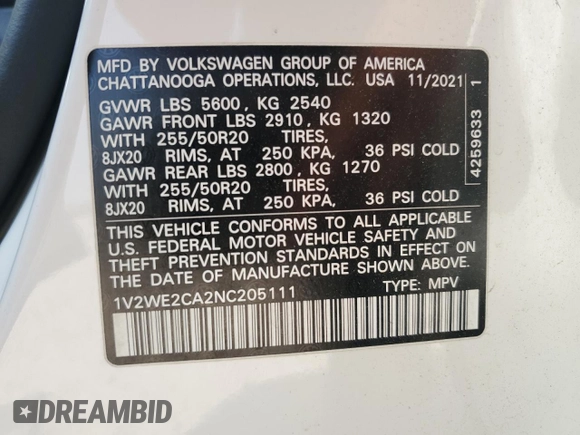 MFD BY VOLKSWAGEN GROUP OF AMERICA
CHATTANOOGA OPERATIONS, LLC. USA 11/2021
GVWR LBS 5600, KG 2540
GAWR FRONT LBS 2910, KG 1320
WITH 255/50R20 TIRES,
8JX20 RIMS, AT 250 KPA, 36 PSI COLD
GAWR REAR LBS 2800, KG 1270
WITH 255/50R20 TIRES,
8JX20 RIMS, AT 250 KPA, 36 PSI COLD
THIS VEHICLE CONFORMS TO ALL APPLICABLE
U.S. FEDERAL MOTOR VEHICLE SAFETY AND
THEFT PREVENTION STANDARDS IN EFFECT ON
THE DATE OF MANUFACTURE SHOWN ABOVE.
1V2WE2CA2NC205111 TYPE: MPV
4259633 1
DREAMBID